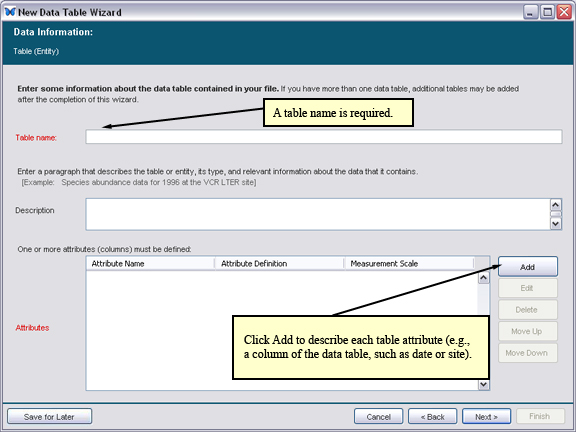 New Data Table Wizard
Data Information:
Table (Entity)
Enter some information about the data table contained in your file. If you have more than one data table, additional tables may be added
after the completion of this wizard.
A table name is required.
Table name:
Enter a paragraph that describes the table or entity, its type, and relevant information about the data that it contains.
[Example: Species abundance data for 1996 at the VCR LTER site]
Description
One or more attributes (columns) must be defined:
Attribute Name Attribute Definition Measurement Scale
Add
Edit
Delete
Move Up
Move Down
Attributes
Click Add to describe each table attribute (e.g.,
a column of the data table, such as date or site).
Save for Later Cancel < Back Next > Finish